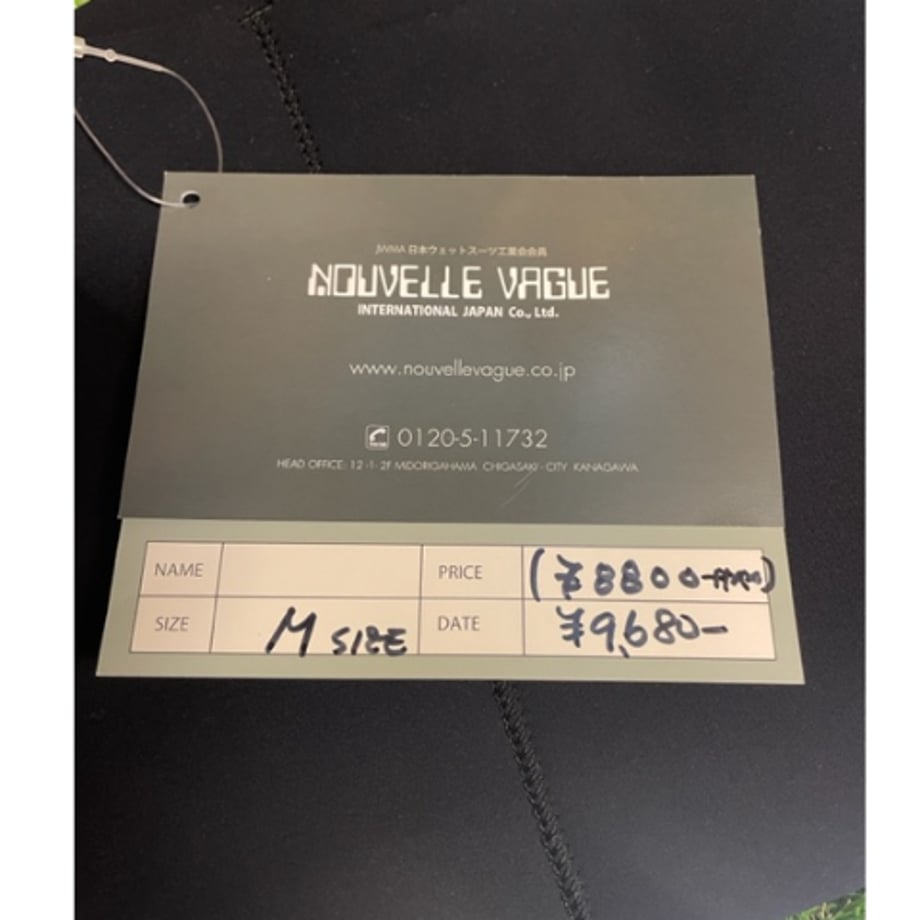 JWMA 日本ウェットスーツ工業会会員
NOUVELLE VAGUE
INTERNATIONAL JAPAN Co., Ltd.
www.nouvellevague.co.jp
0120-5-11732
HEAD OFFICE: 12-1-2F MIDORIGAHAMA CHIGASAKI-CITY KANAGAWA
NAME PRICE (¥8800-
SIZE M SIZE DATE ¥9,680-